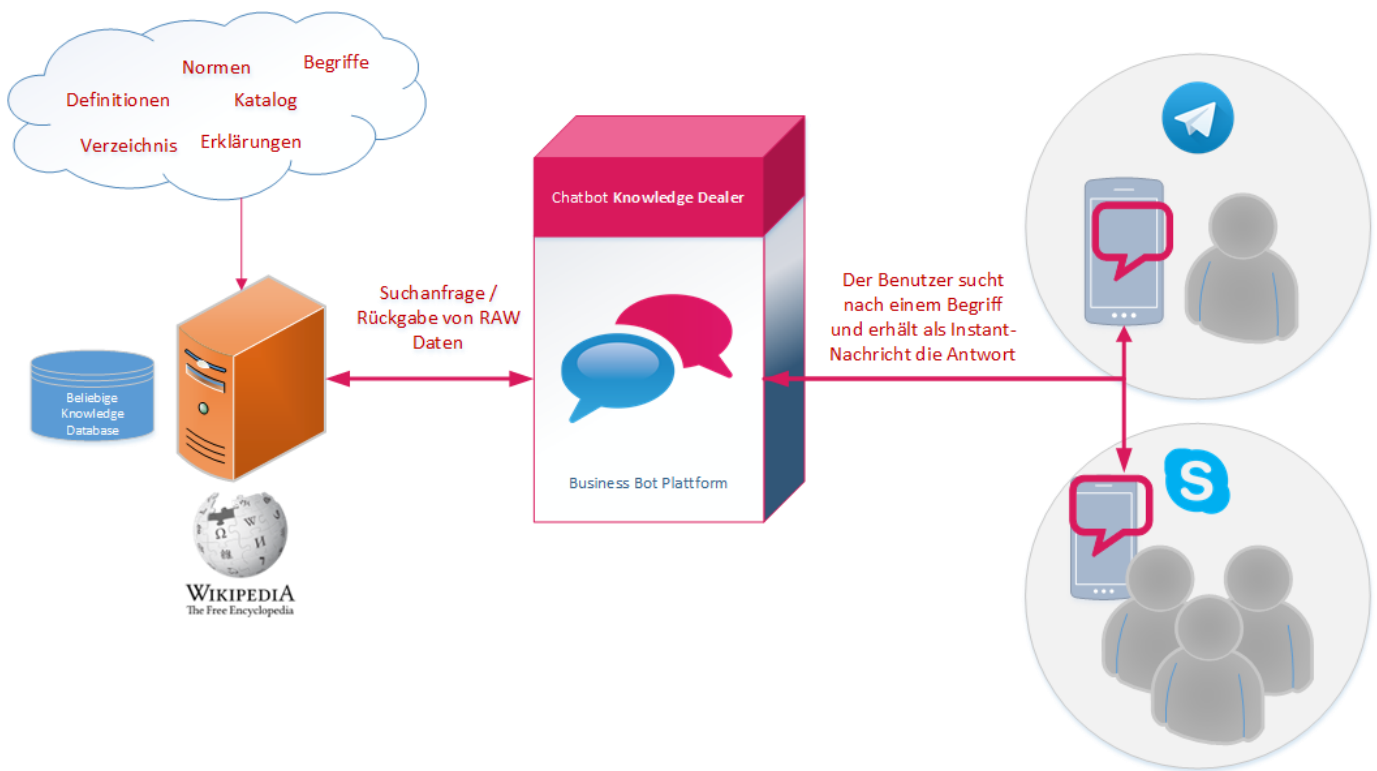 Normen
Begriffe
Definitionen
Katalog
Verzeichnis
Erklärungen
Beliebige
Knowledge
Database
Ω
W
И
WIKIPEDIA
The Free Encyclopedia
Suchanfrage /
Rückgabe von RAW
Daten
Chatbot Knowledge Dealer
Business Bot Plattform
Der Benutzer sucht
nach einem Begriff
und erhält als Instant-
Nachricht die Antwort
S